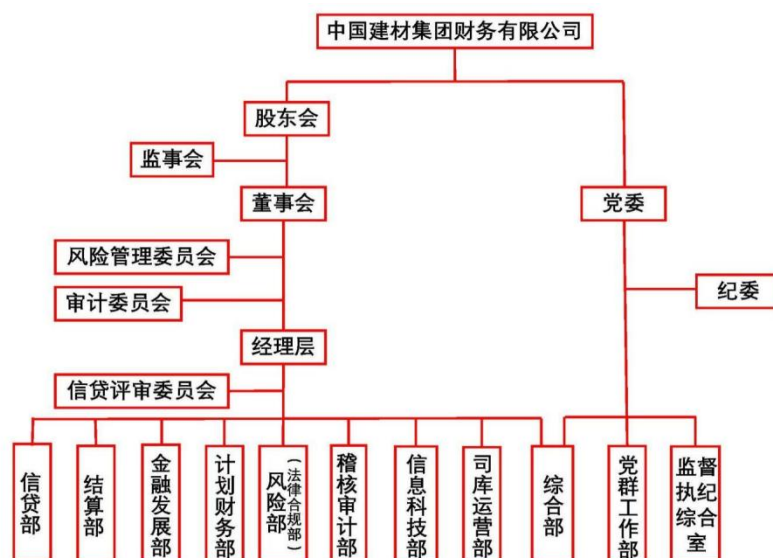 中国建材集团财务有限公司
股东会
监事会
董事会
党委
风险管理委员会
纪委
审计委员会
经理层
信贷评审委员会
信贷部
结算部
金融发展部
计划财务部
风险部
(法律合规部)
稽核审计部
信息科技部
司库运营部
综合部
党群工作部
监督执纪综合室